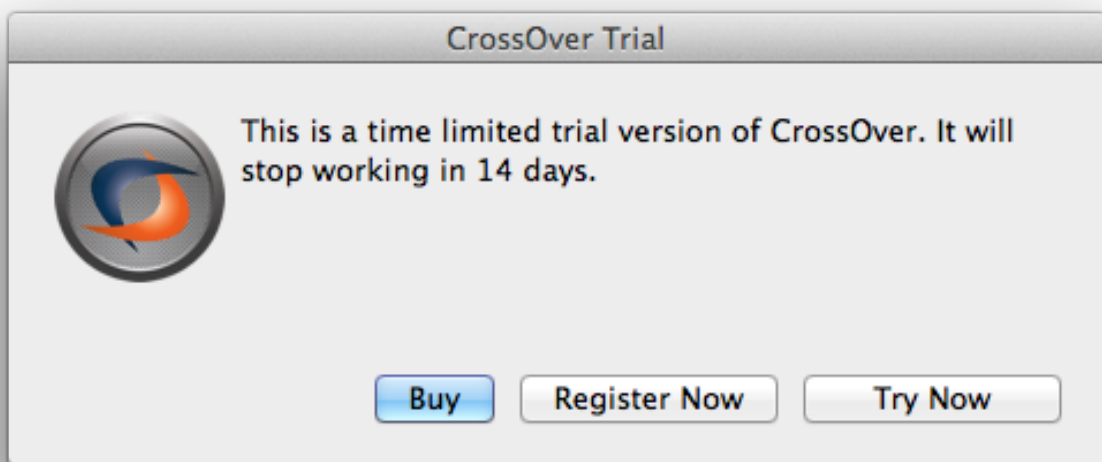 CrossOver Trial
This is a time limited trial version of CrossOver. It will
stop working in 14 days.
Buy Register Now Try Now